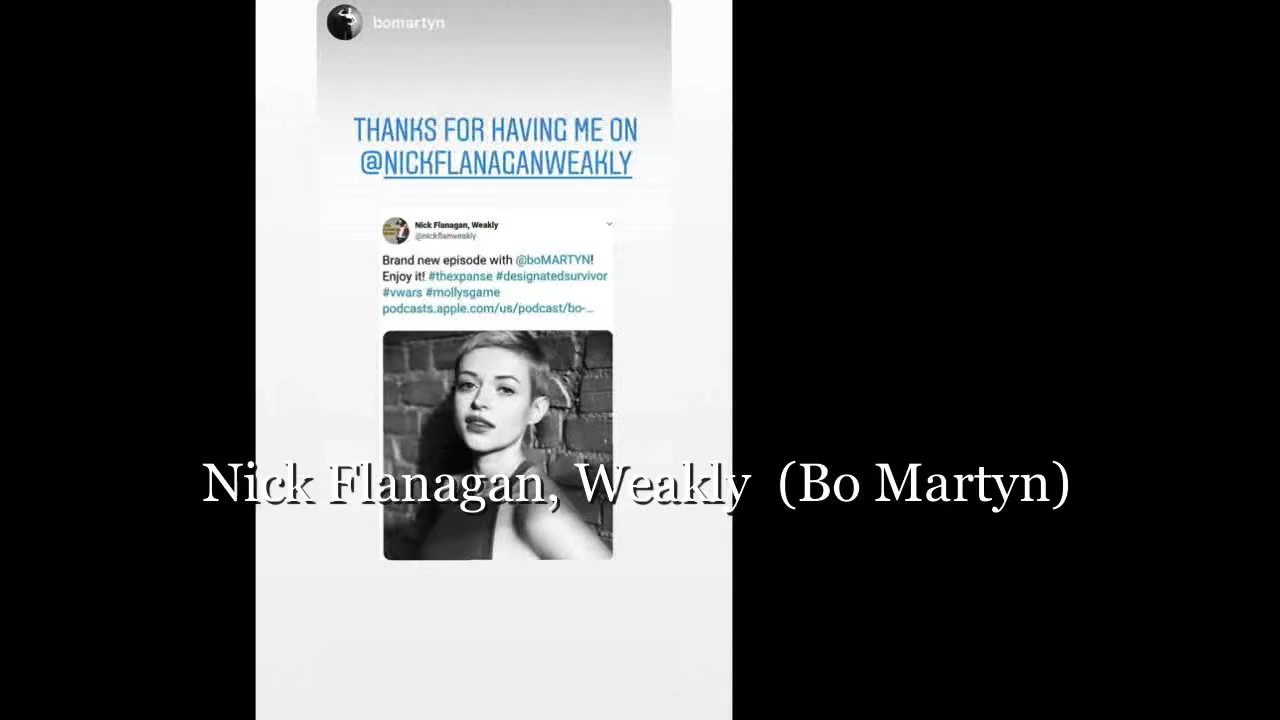 bomartyn
THANKS FOR HAVING ME ON
@NICKFLANAGANWEAKLY
Nick Flanagan, Weakly
@nickflanweakly
Brand new episode with @boMARTYN!
Enjoy it! #thexpanse #designatedsurvivor
#vwars #mollysgame
podcasts.apple.com/us/podcast/bo-...
Nick Flanagan, Weakly (Bo Martyn)